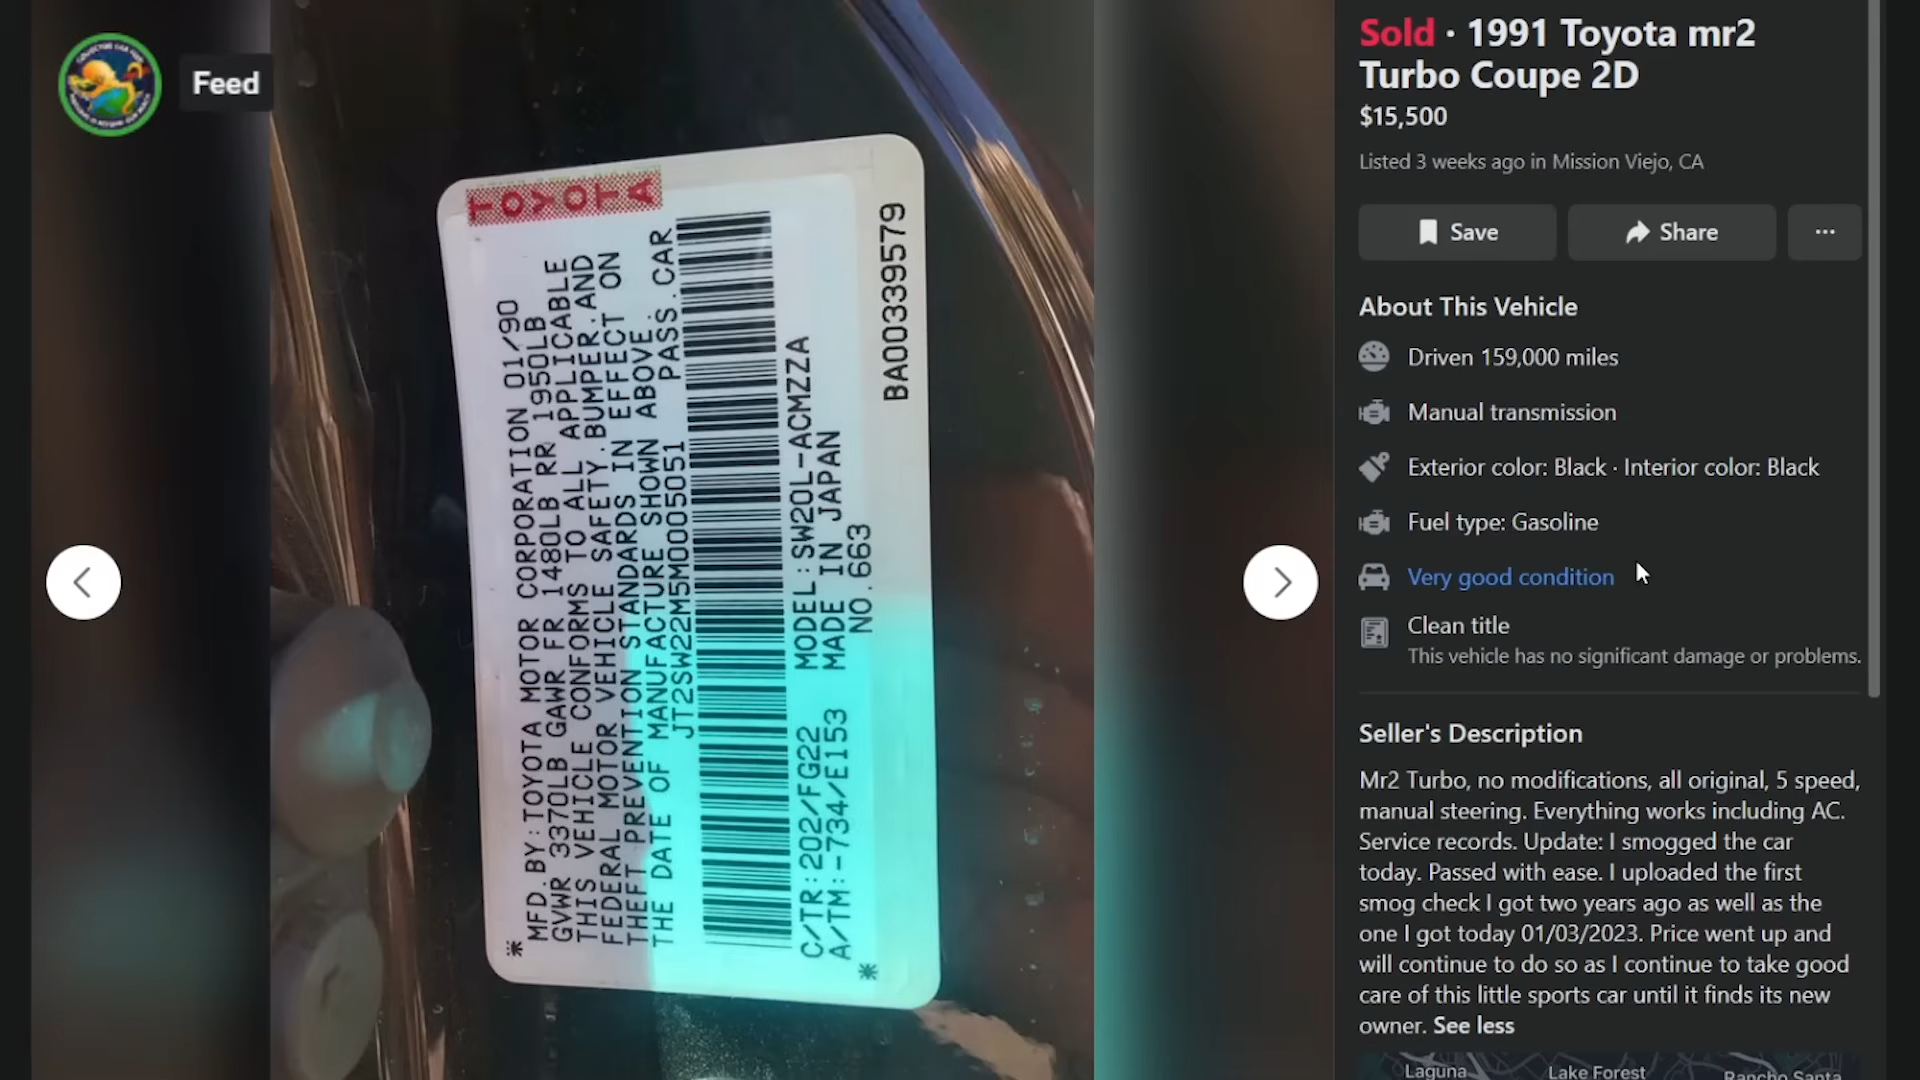 Feed
TOYOTA
MFD.BY:TOYOTA MOTOR CORPORATION 01/90
GVWR 3370LB GAWR FR 1480LB RR 1950LB
THIS VEHICLE CONFORMS TO ALL APPLICABLE
FEDERAL MOTOR VEHICLE SAFETY.BUMPER.AND
THEFT PREVENTION STANDARDS IN EFFECT ON
THE DATE OF MANUFACTURE SHOWN ABOVE.
JT2SW22M5M0005051 PASS.CAR
C/TR:202/FG22 MODEL:SW20L-ACMZZA
A/TM:-734/E153 MADE IN JAPAN
NO.663
BA00339579
Sold · 1991 Toyota mr2
Turbo Coupe 2D
$15,500
Listed 3 weeks ago in Mission Viejo, CA
Save
Share
...
About This Vehicle
Driven 159,000 miles
Manual transmission
Exterior color: Black · Interior color: Black
Fuel type: Gasoline
Very good condition
Clean title
This vehicle has no significant damage or problems.
Seller's Description
Mr2 Turbo, no modifications, all original, 5 speed,
manual steering. Everything works including AC.
Service records. Update: I smogged the car
today. Passed with ease. I uploaded the first
smog check I got two years ago as well as the
one I got today 01/03/2023. Price went up and
will continue to do so as I continue to take good
care of this little sports car until it finds its new
owner. See less
Laguna
Lake Forest
Rancho Santa